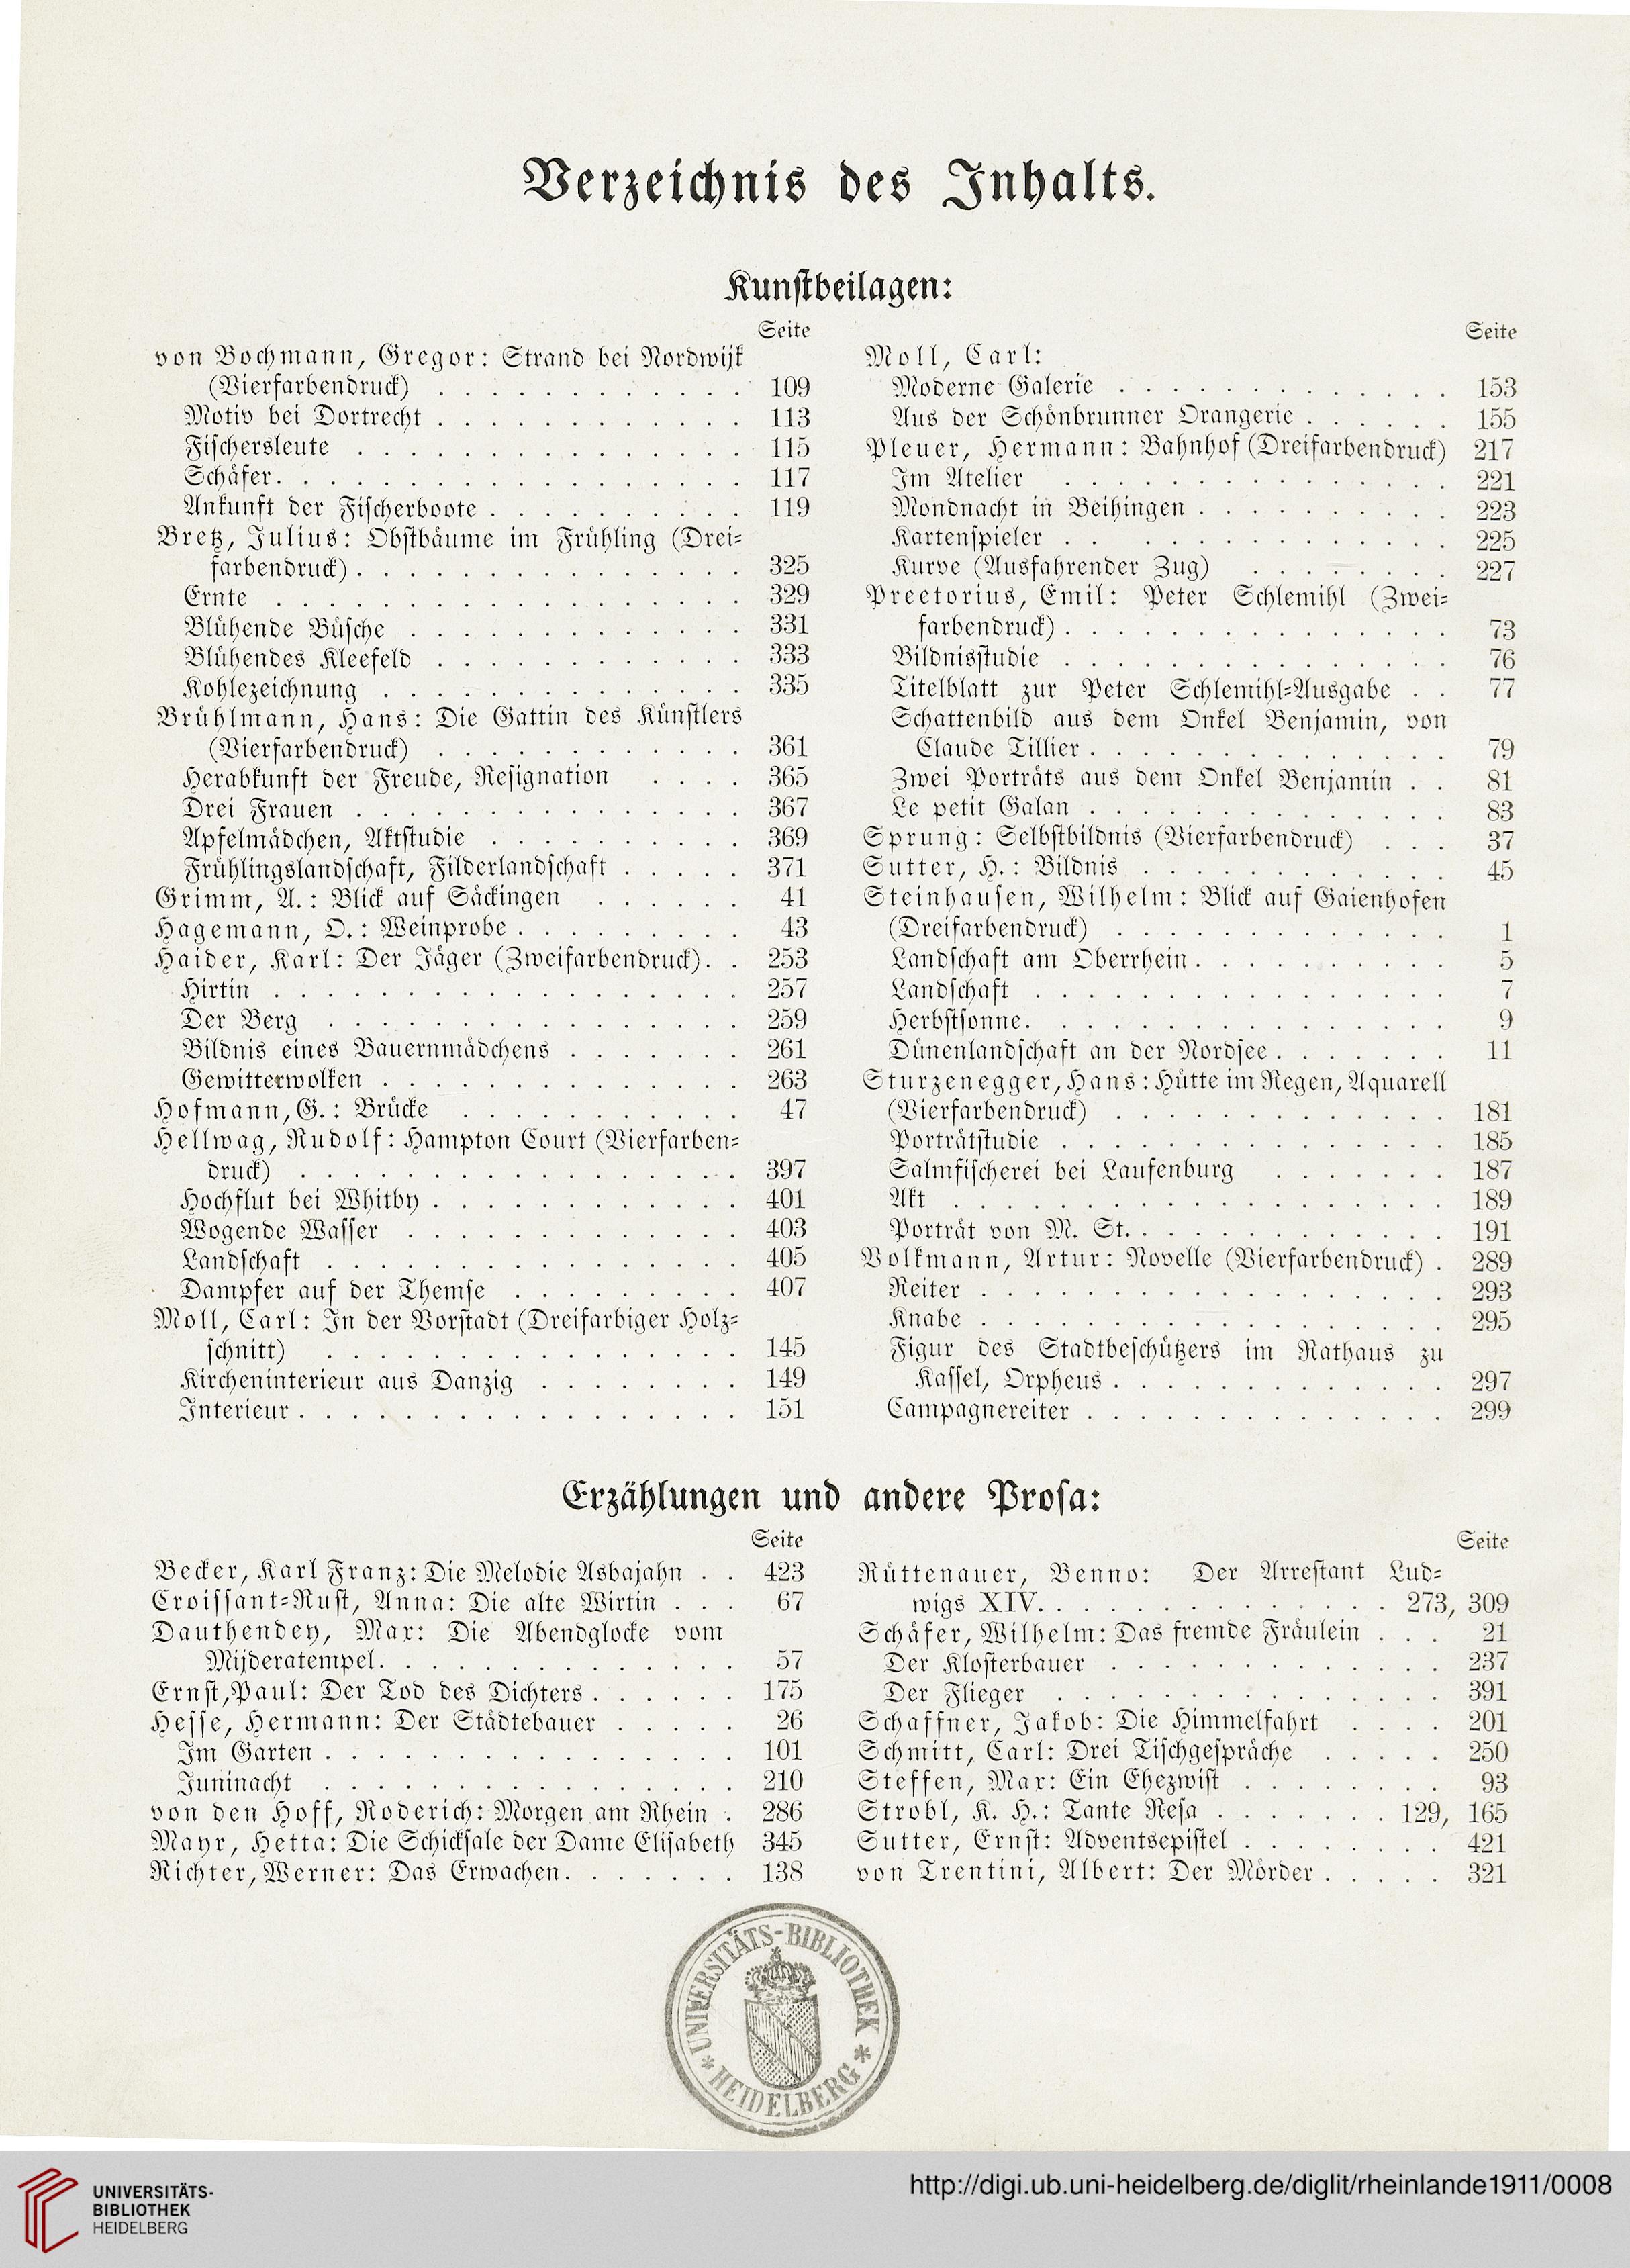 Verzeichnis des Inhalts.
Kunstbeilagen:
Seite
von Bochmann, Gregor: Strand bei Nordwijk
(Vierfarbendruck) . . . . . . . . . . . . 109
Motiv bei Dortrecht . . . . . . . . . . . . 113
Fischersleute . . . . . . . . . . . . . . . 115
Schäfer. . . . . . . . . . . . . . . . . . 117
Ankunft der Fischerboote . . . . . . . . . . 119
Bretz, Julius: Obstbäume im Frühling (Drei-
farbendruck) . . . . . . . . . . . . . . . 325
Ernte . . . . . . . . . . . . . . . . . . 329
Blühende Büsche . . . . . . . . . . . . . 331
Blühendes Kleefeld . . . . . . . . . . . . 333
Kohlezeichnung . . . . . . . . . . . . . . 335
Brühlmann, Hans: Die Gattin des Künstlers
(Vierfarbendruck) . . . . . . . . . . . . 361
Herabkunft der Freude, Resignation . . . . 365
Drei Frauen . . . . . . . . . . . . . . . 367
Apfelmädchen, Aktstudie . . . . . . . . . . 369
Frühlingslandschaft, Filderlandschaft . . . . . 371
Grimm, A.: Blick auf Säckingen . . . . . . 41
Hagemann, O.: Weinprobe . . . . . . . . . 43
Haider, Karl: Der Jäger (Zweifarbendruck). . 253
Hirtin . . . . . . . . . . . . . . . . . . 257
Der Berg . . . . . . . . . . . . . . . . 259
Bildnis eines Bauernmädchens . . . . . . . 261
Gewitterwolken . . . . . . . . . . . . . . 263
Hofmann, G.: Brücke . . . . . . . . . . . 47
Hellwag, Rudolf: Hampton Court (Vierfarben-
druck) . . . . . . . . . . . . . . . . . 397
Hochflut bei Whitby . . . . . . . . . . . . 401
Wogende Wasser . . . . . . . . . . . . . 403
Landschaft . . . . . . . . . . . . . . . . 405
Dampfer auf der Themse . . . . . . . . . 407
Moll, Carl: In der Vorstadt (Dreifarbiger Holz-
schnitt) . . . . . . . . . . . . . . . . 145
Kircheninterieur aus Danzig . . . . . . . . 149
Interieur . . . . . . . . . . . . . . . . . 151
Seite
Moll, Carl:
Moderne Galerie . . . . . . . . . . . . . 153
Aus der Schönbrunner Orangerie . . . . . . 155
Pleuer, Hermann: Bahnhof (Dreifarbendruck) 217
Im Atelier . . . . . . . . . . . . . . . 221
Mondnacht in Beihingen . . . . . . . . . . 223
Kartenspieler . . . . . . . . . . . . . . 225
Kurve (Ausfahrender Zug) . . . . . . . . 227
Preetorius, Emil: Peter Schlemihl (Zwei-
farbendruck) . . . . . . . . . . . . . . . 73
Bildnisstudie . . . . . . . . . . . . . . . 76
Titelblatt zur Peter Schlemihl-Ausgabe . . 77
Schattenbild aus dem Onkel Benjamin, von
Claude Tillier . . . . . . . . . . . . . . 79
Zwei Porträts aus dem Onkel Benjamin . . 81
Le petit Galan . . . . . . . . . . . . . . 83
Sprung: Selbstbildnis (Vierfarbendruck) . . . 37
Sutter, H.: Bildnis . . . . . . . . . . . . 45
Steinhausen, Wilhelm: Blick auf Gaienhofen
(Dreifarbendruck) . . . . . . . . . . . . . 1
Landschaft am Oberrhein . . . . . . . . . . 5
Landschaft . . . . . . . . . . . . . . . . 7
Herbstsonne. . . . . . . . . . . . . . . . 9
Dünenlandschaft an der Nordsee . . . . . . . 11
Sturzenegger, Hans: Hütte im Regen, Aquarell
(Vierfarbendruck) . . . . . . . . . . . . . 181
Porträtstudie . . . . . . . . . . . . . . . 185
Salmfischerei bei Laufenburg . . . . . . . 187
Akt . . . . . . . . . . . . . . . . . . . 189
Porträt von M. St. . . . . . . . . . . . . 191
Volkmann, Artur: Novelle (Vierfarbendruck) . 289
Reiter . . . . . . . . . . . . . . . . . . 293
Knabe . . . . . . . . . . . . . . . . . . 295
Figur des Stadtbeschützers im Rathaus zu
Kassel, Orpheus . . . . . . . . . . . . . 297
Campagnereiter . . . . . . . . . . . . . . 299
Erzählungen und andere Prosa:
Seite
Becker, Karl Franz: Die Melodie Asbajahn . . 423
Croissant-Rust, Anna: Die alte Wirtin . . . 67
Dauthendey, Max: Die Abendglocke vom
Mijderatempel. . . . . . . . . . . . . . 57
Ernst, Paul: Der Tod des Dichters . . . . . . 175
Hesse, Hermann: Der Städtebauer . . . . . 26
Im Garten . . . . . . . . . . . . . . . . 101
Juninacht . . . . . . . . . . . . . . . . 210
von den Hoff, Roderich: Morgen am Rhein . 286
Mayr, Hetta: Die Schicksale der Dame Elisabeth 345
Richter, Werner: Das Erwachen. . . . . . . 138
Seite
Rüttenauer, Benno: Der Arrestant Lud-
wigs XIV. . . . . . . . . . . . . . 273, 309
Schäfer, Wilhelm: Das fremde Fräulein . . . 21
Der Klosterbauer . . . . . . . . . . . . . 237
Der Flieger . . . . . . . . . . . . . . . 391
Schaffner, Jakob: Die Himmelfahrt . . . . 201
Schmitt, Carl: Drei Tischgespräche . . . . . 250
Steffen, Max: Ein Ehezwist . . . . . . . . 93
Strobl, K. H.: Tante Resa . . . . . . . 129, 165
Sutter, Ernst: Adventsepistel . . . . . . . . 421
von Trentini, Albert: Der Mörder . . . . . 321
UNIVERSITÄTS-BIBLIOTHEK
* HEIDELBERG *
UNIVERSITÄTS-
BIBLIOTHEK
HEIDELBERG
http://digi.ub.uni-heidelberg.de/diglit/rheinlande1911/0008